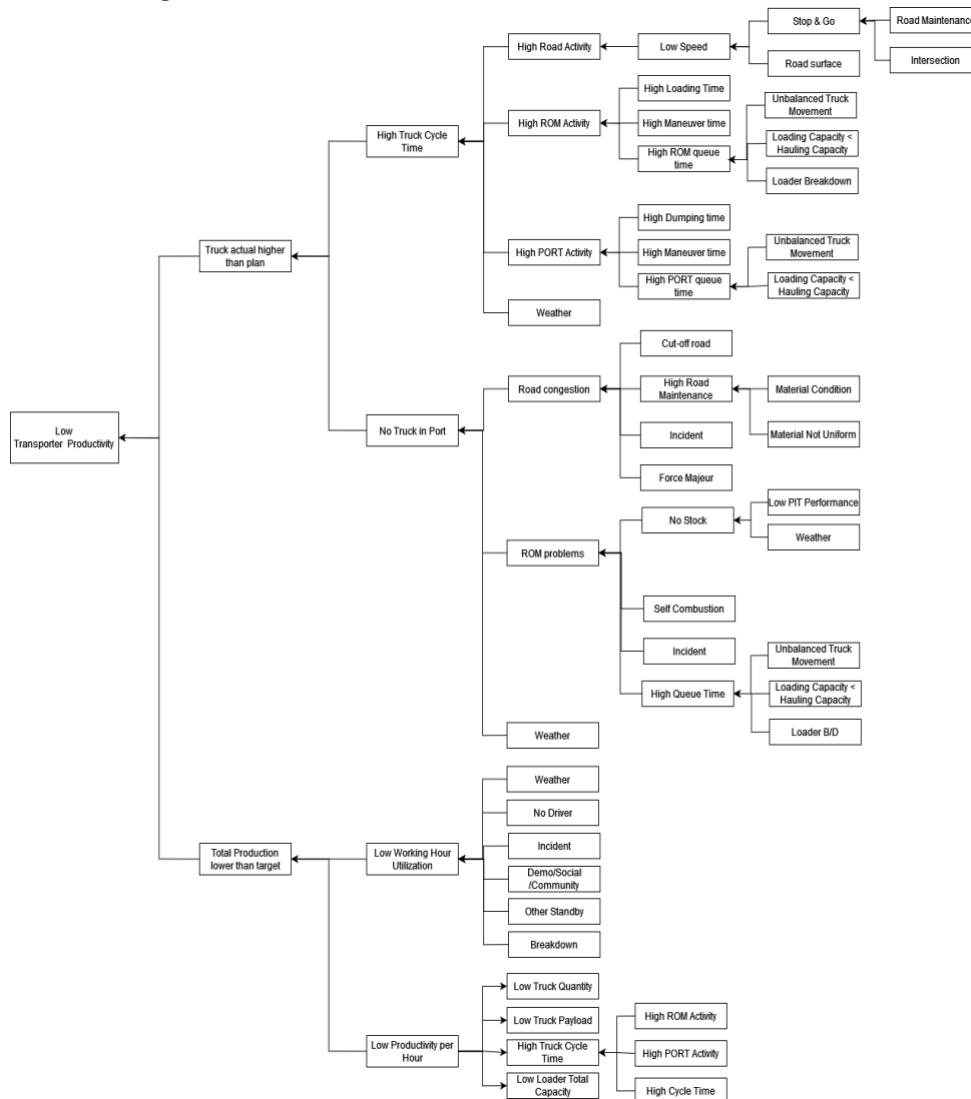 Stop & Go
Road Maintenance
High Road Activity
Low Speed
Road surface
Intersection
High Loading Time
High Truck Cycle
Time
High ROM Activity
High Maneuver time
High ROM queue
time
Unbalanced Truck
Movement
Loading Capacity <
Hauling Capacity
Loader Breakdown
Truck actual higher
than plan
High PORT Activity
High Dumping time
High Maneuver time
High PORT queue
time
Unbalanced Truck
Movement
Loading Capacity <
Hauling Capacity
Weather
Low
Transporter Productivity
No Truck in Port
Road congestion
Cut-off road
High Road
Maintenance
Material Condition
Incident
Material Not Uniform
Force Majeur
ROM problems
No Stock
Low PIT Performance
Weather
Self Combustion
Incident
High Queue Time
Unbalanced Truck
Movement
Loading Capacity <
Hauling Capacity
Loader B/D
Weather
Total Production
lower than target
Low Working Hour
Utilization
Weather
No Driver
Incident
Demo/Social
/Community
Other Standby
Breakdown
Low Productivity per
Hour
Low Truck Quantity
Low Truck Payload
High Truck Cycle
Time
Low Loader Total
Capacity
High ROM Activity
High PORT Activity
High Cycle Time